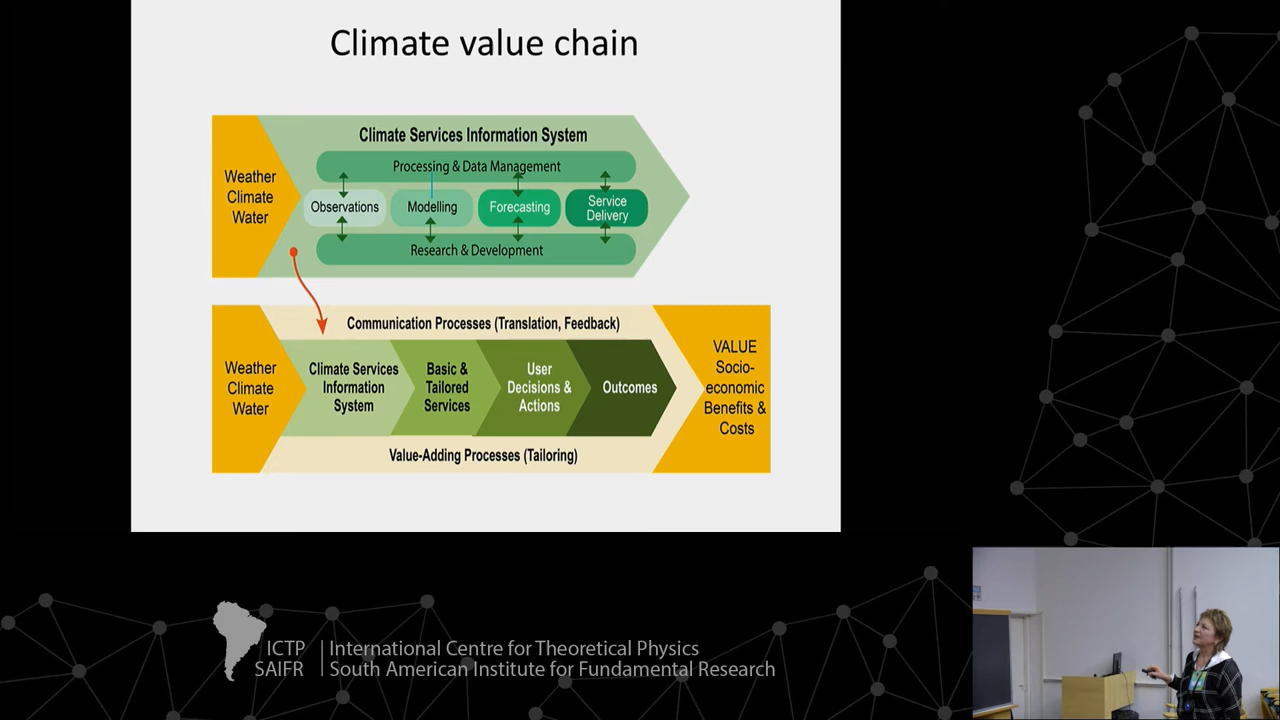 Climate value chain
Climate Services Information System
Processing & Data Management
Weather
Climate
Water
Observations
Modelling
Forecasting
Service
Delivery
Research & Development
Communication Processes (Translation, Feedback)
Weather
Climate
Water
Climate Services
Information
System
Basic &
Tailored
Services
User
Decisions &
Actions
Outcomes
VALUE
Socio-
economic
Benefits &
Costs
Value-Adding Processes (Tailoring)
ICTP
SAIFR
International Centre for Theoretical Physics
South American Institute for Fundamental Research